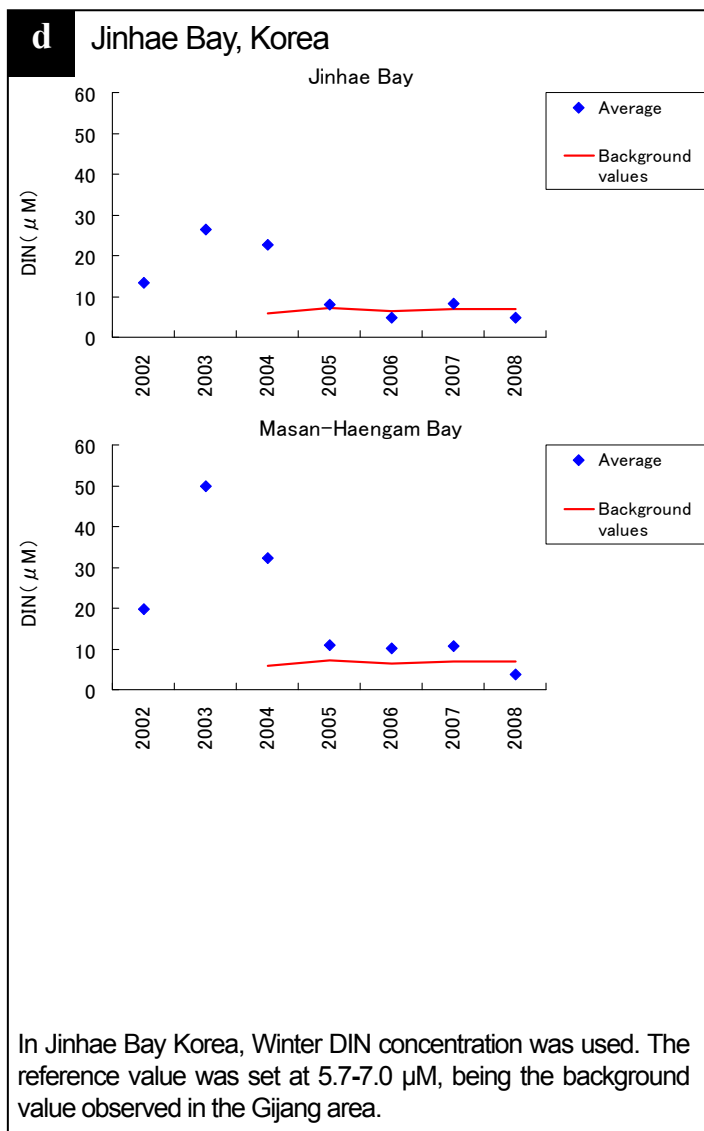 d Jinhae Bay, Korea
Jinhae Bay
60
50
40
30
20
10
0
DIN( μ M)
2002
2003
2004
2005
2006
2007
2008
Average
Background
values
Masan-Haengam Bay
60
50
40
30
20
10
0
DIN( μ M)
2002
2003
2004
2005
2006
2007
2008
Average
Background
values
In Jinhae Bay Korea, Winter DIN concentration was used. The
reference value was set at 5.7-7.0 μM, being the background
value observed in the Gijang area.